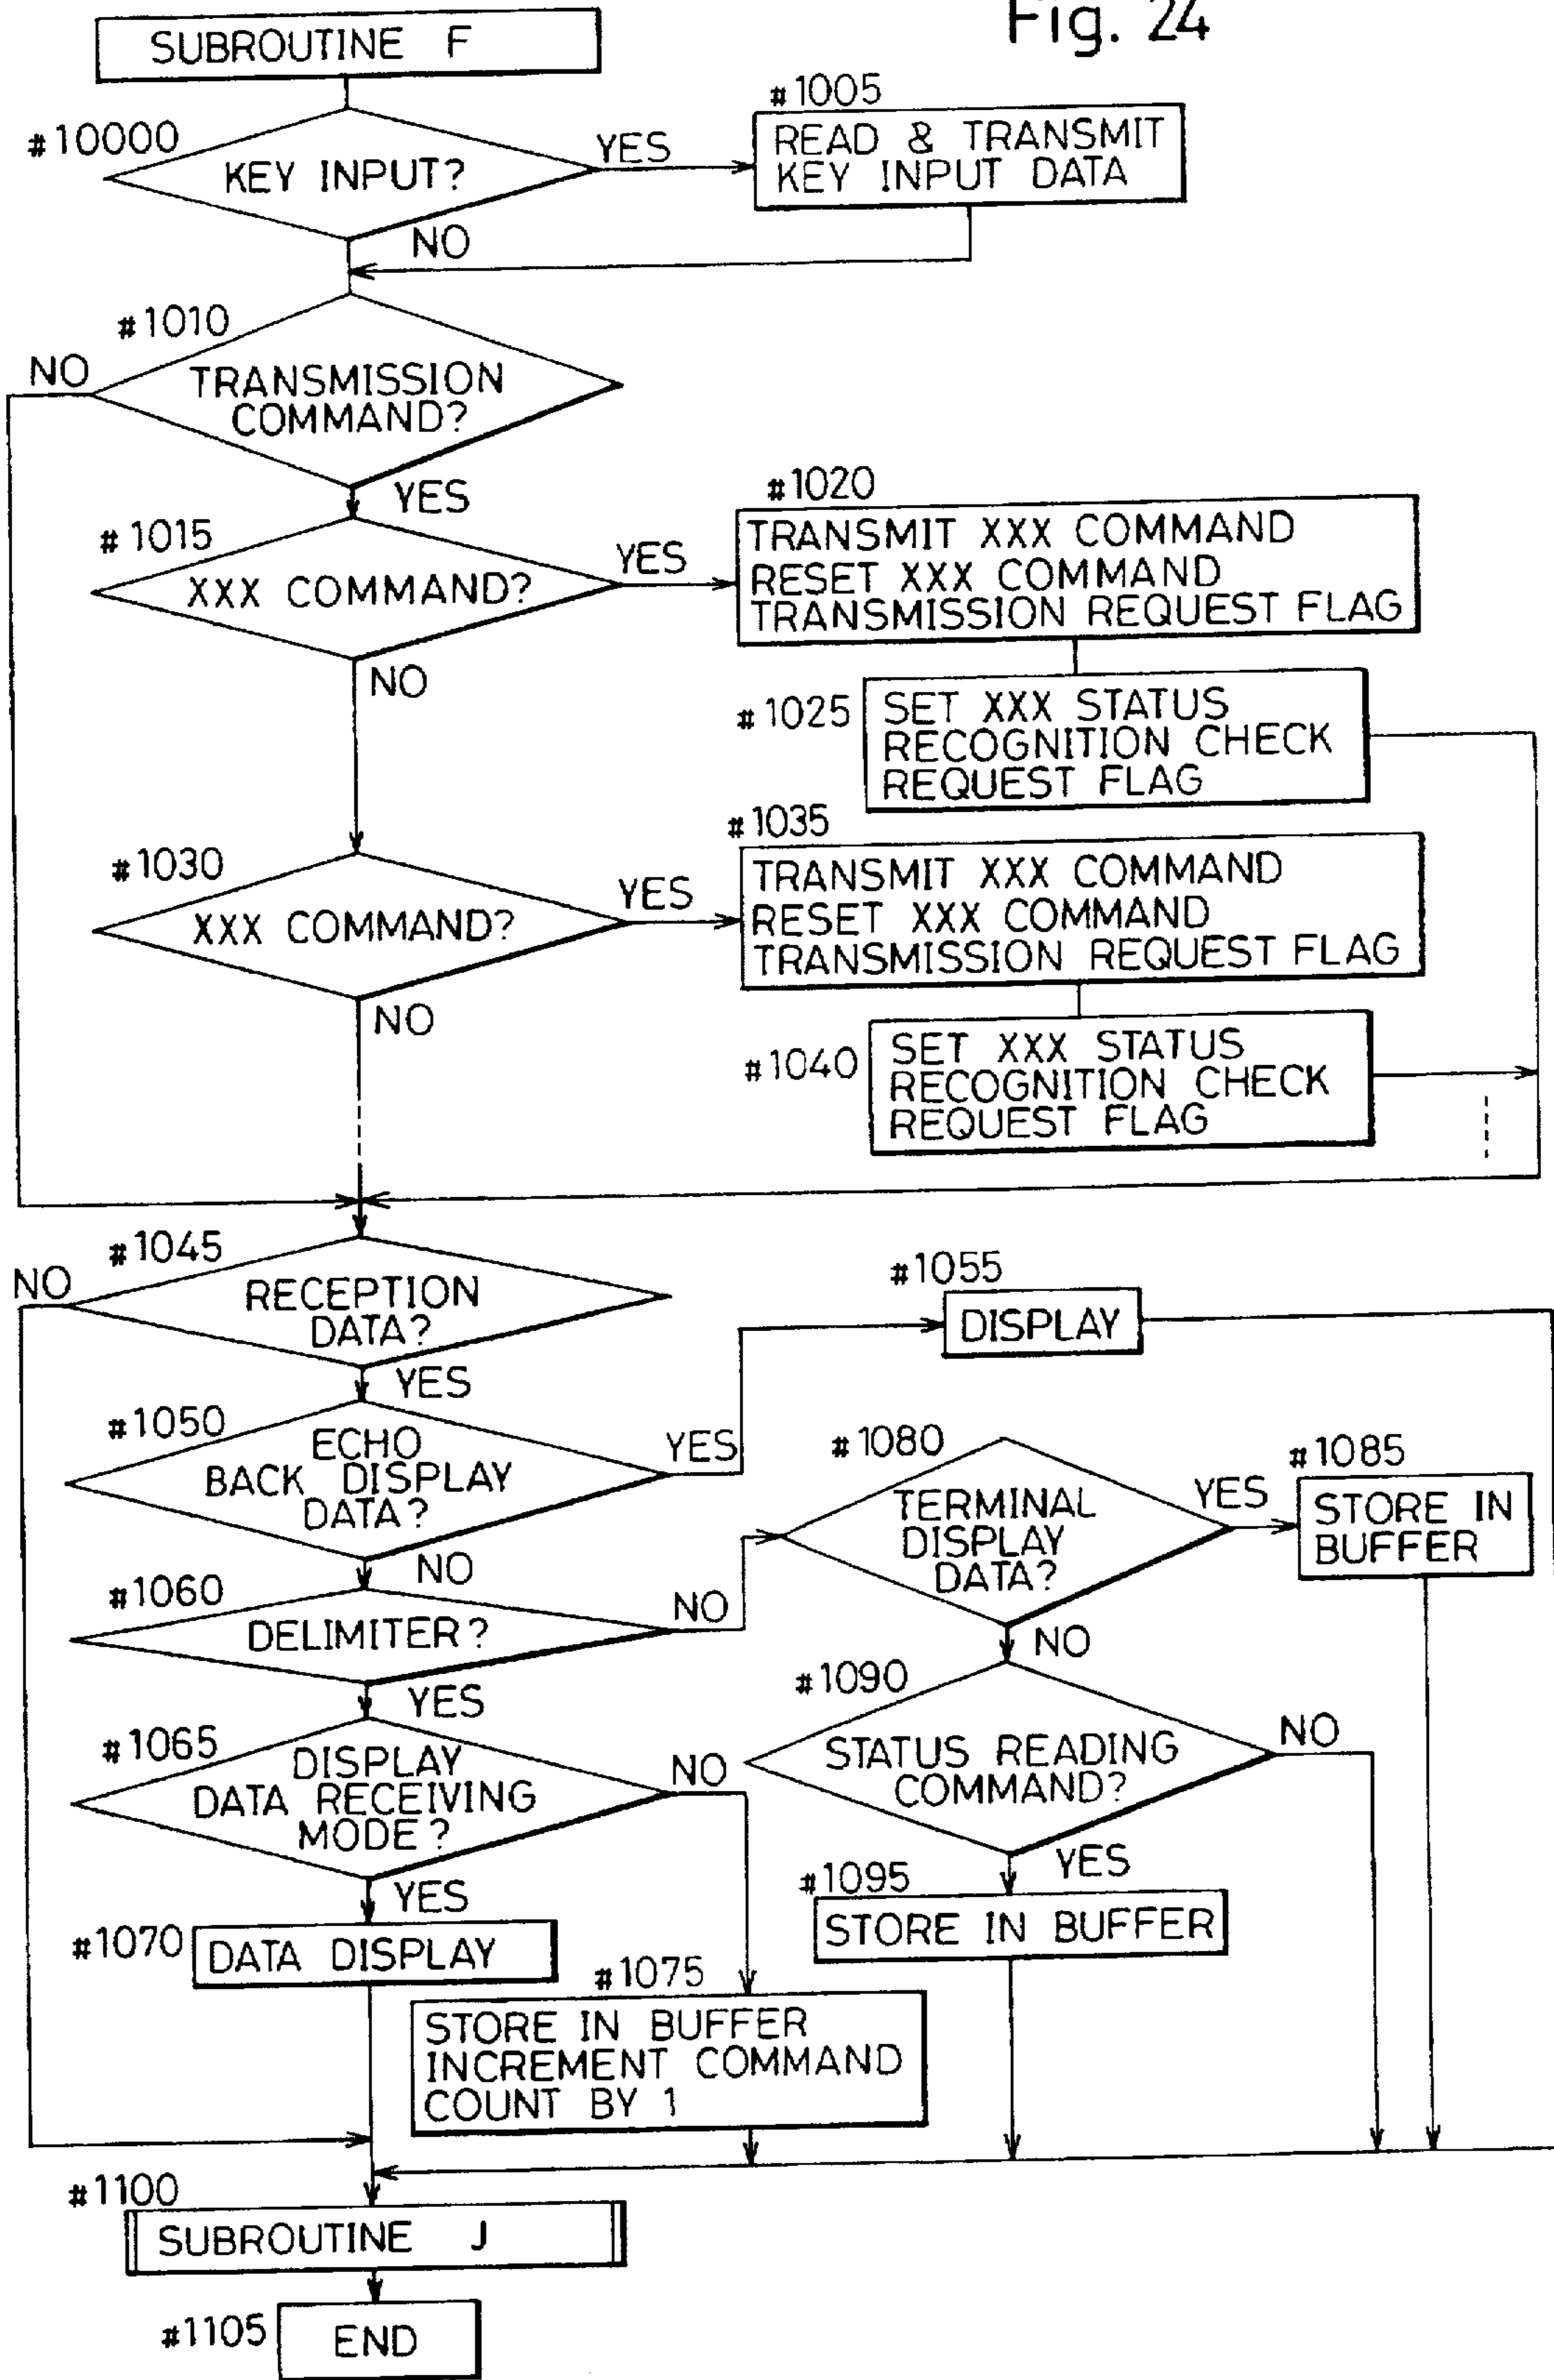 Fig. 24
SUBROUTINE F
#10000
KEY INPUT?
YES
#1005
READ & TRANSMIT
KEY INPUT DATA
NO
#1010
NO
TRANSMISSION
COMMAND?
YES
#1015
XXX COMMAND?
YES
#1020
TRANSMIT XXX COMMAND
RESET XXX COMMAND
TRANSMISSION REQUEST FLAG
NO
#1025
SET XXX STATUS
RECOGNITION CHECK
REQUEST FLAG
#1030
XXX COMMAND?
YES
#1035
TRANSMIT XXX COMMAND
RESET XXX COMMAND
TRANSMISSION REQUEST FLAG
NO
#1040
SET XXX STATUS
RECOGNITION CHECK
REQUEST FLAG
#1045
NO
RECEPTION
DATA?
YES
#1050
ECHO
BACK DISPLAY
DATA?
YES
#1055
DISPLAY
NO
#1060
DELIMITER?
NO
#1080
TERMINAL
DISPLAY
DATA?
YES
#1085
STORE IN
BUFFER
NO
YES
#1065
DISPLAY
DATA RECEIVING
MODE?
NO
#1090
STATUS READING
COMMAND?
NO
YES
#1095
STORE IN BUFFER
YES
#1070
DATA DISPLAY
#1075
STORE IN BUFFER
INCREMENT COMMAND
COUNT BY 1
#1100
SUBROUTINE J
#1105
END